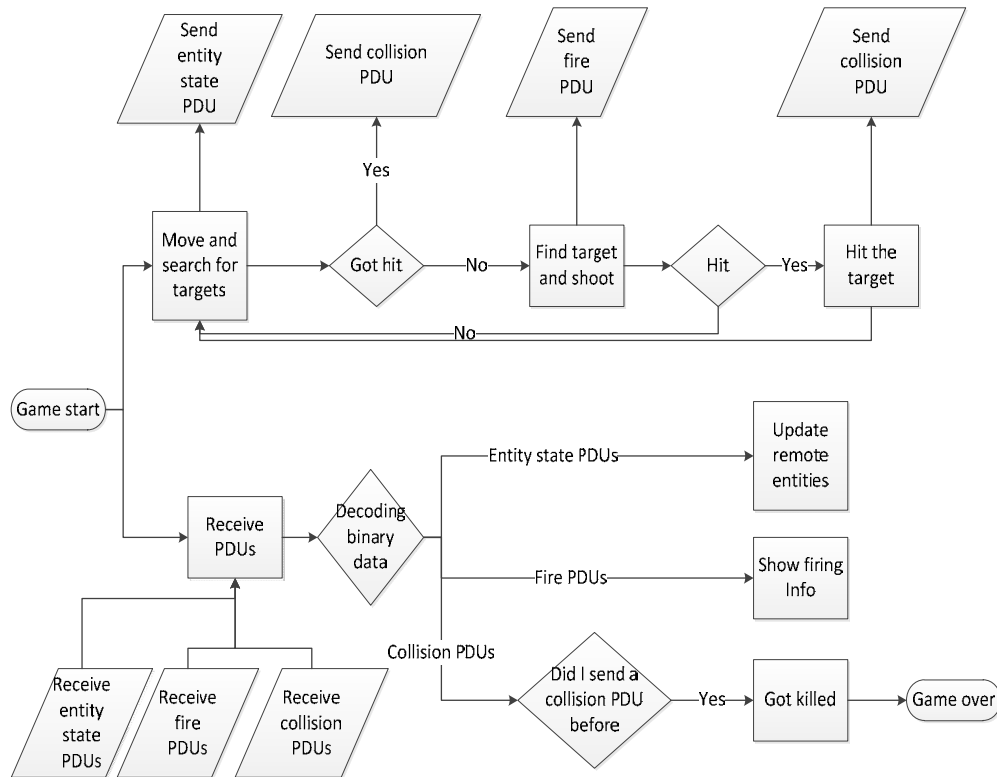 Send
entity
state
PDU
Send collision
PDU
Send
fire
PDU
Send
collision
PDU
Yes
Move and
search for
targets
Got hit
No
Find target
and shoot
Hit
Yes
Hit the
target
No
Game start
Entity state PDUs
Update
remote
entities
Receive
PDUs
Decoding
binary
data
Fire PDUs
Show firing
Info
Collision PDUs
Did I send a
collision PDU
before
Yes
Got killed
Game over
Receive
entity
state
PDUs
Receive
fire
PDUs
Receive
collision
PDUs